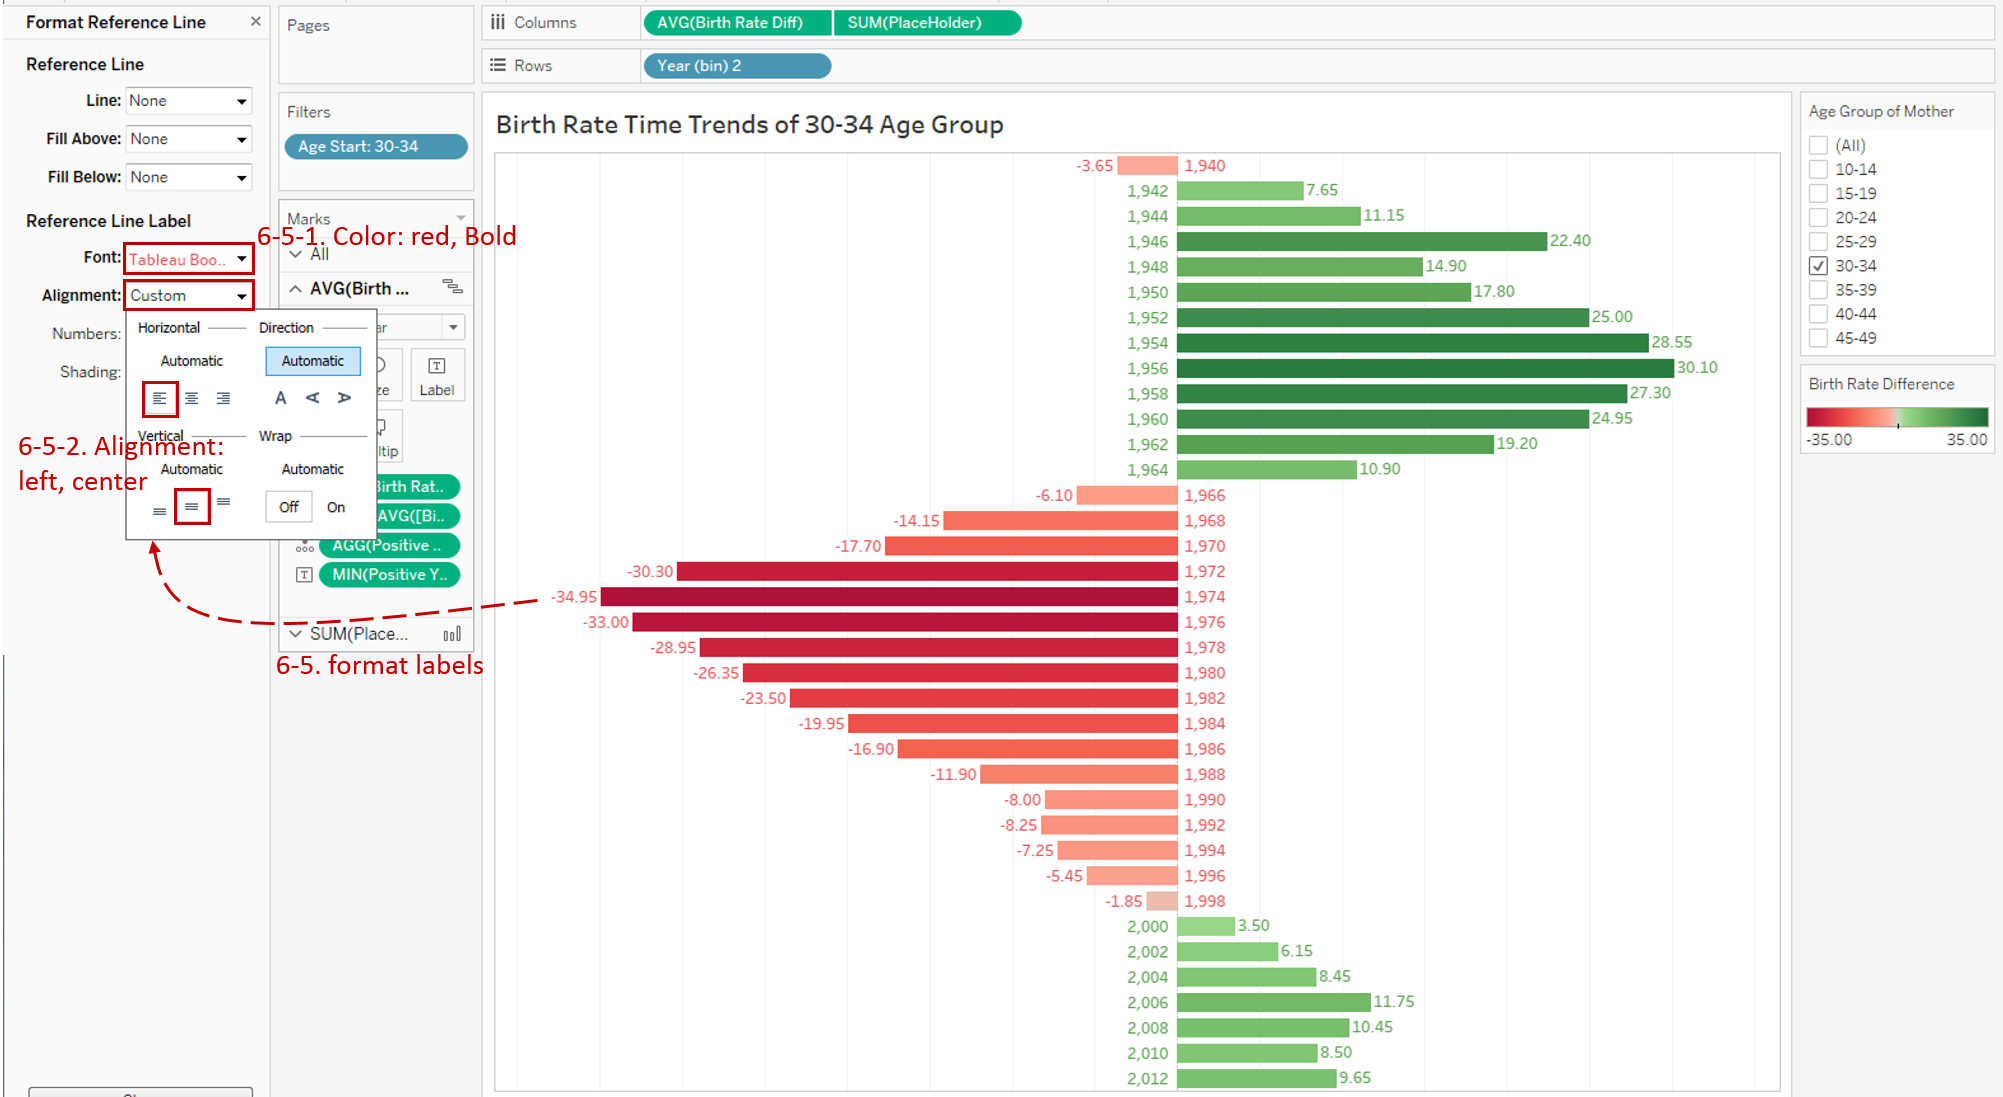 Format Reference Line ×
Reference Line
Line: None
Fill Above: None
Fill Below: None
Reference Line Label
Font: Tableau Boo..
6-5-1. Color: red, Bold
Alignment: Custom
Numbers:
Shading:
Horizontal Direction
Automatic Automatic
A A A
Vertical Wrap
Automatic Automatic
Off On
6-5-2. Alignment:
left, center
6-5. format labels
Pages
Filters
Age Start: 30-34
Marks
All
AVG(Birth ...
ar
ze
T
Label
ltip
Birth Rat..
AVG([Bi..
AGG(Positive ..
T MIN(Positive Y..
SUM(Place...
Columns AVG(Birth Rate Diff) SUM(PlaceHolder)
Rows Year (bin) 2
Birth Rate Time Trends of 30-34 Age Group
-3.65 1,940
1,942 7.65
1,944 11.15
1,946 22.40
1,948 14.90
1,950 17.80
1,952 25.00
1,954 28.55
1,956 30.10
1,958 27.30
1,960 24.95
1,962 19.20
1,964 10.90
-6.10 1,966
-14.15 1,968
-17.70 1,970
-30.30 1,972
-34.95 1,974
-33.00 1,976
-28.95 1,978
-26.35 1,980
-23.50 1,982
-19.95 1,984
-16.90 1,986
-11.90 1,988
-8.00 1,990
-8.25 1,992
-7.25 1,994
-5.45 1,996
-1.85 1,998
2,000 3.50
2,002 6.15
2,004 8.45
2,006 11.75
2,008 10.45
2,010 8.50
2,012 9.65
Age Group of Mother
(All)
10-14
15-19
20-24
25-29
30-34
35-39
40-44
45-49
Birth Rate Difference
-35.00 35.00